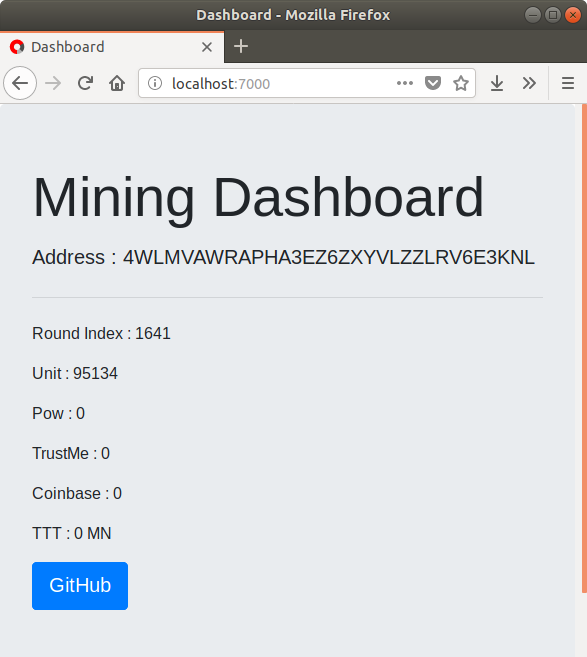 Dashboard - Mozilla Firefox
Dashboard
localhost:7000
Mining Dashboard
Address : 4WLMVAWRAPHA3EZ6ZXYVLZZLRV6E3KNL
Round Index : 1641
Unit : 95134
Pow : 0
TrustMe : 0
Coinbase : 0
TTT : 0 MN
GitHub